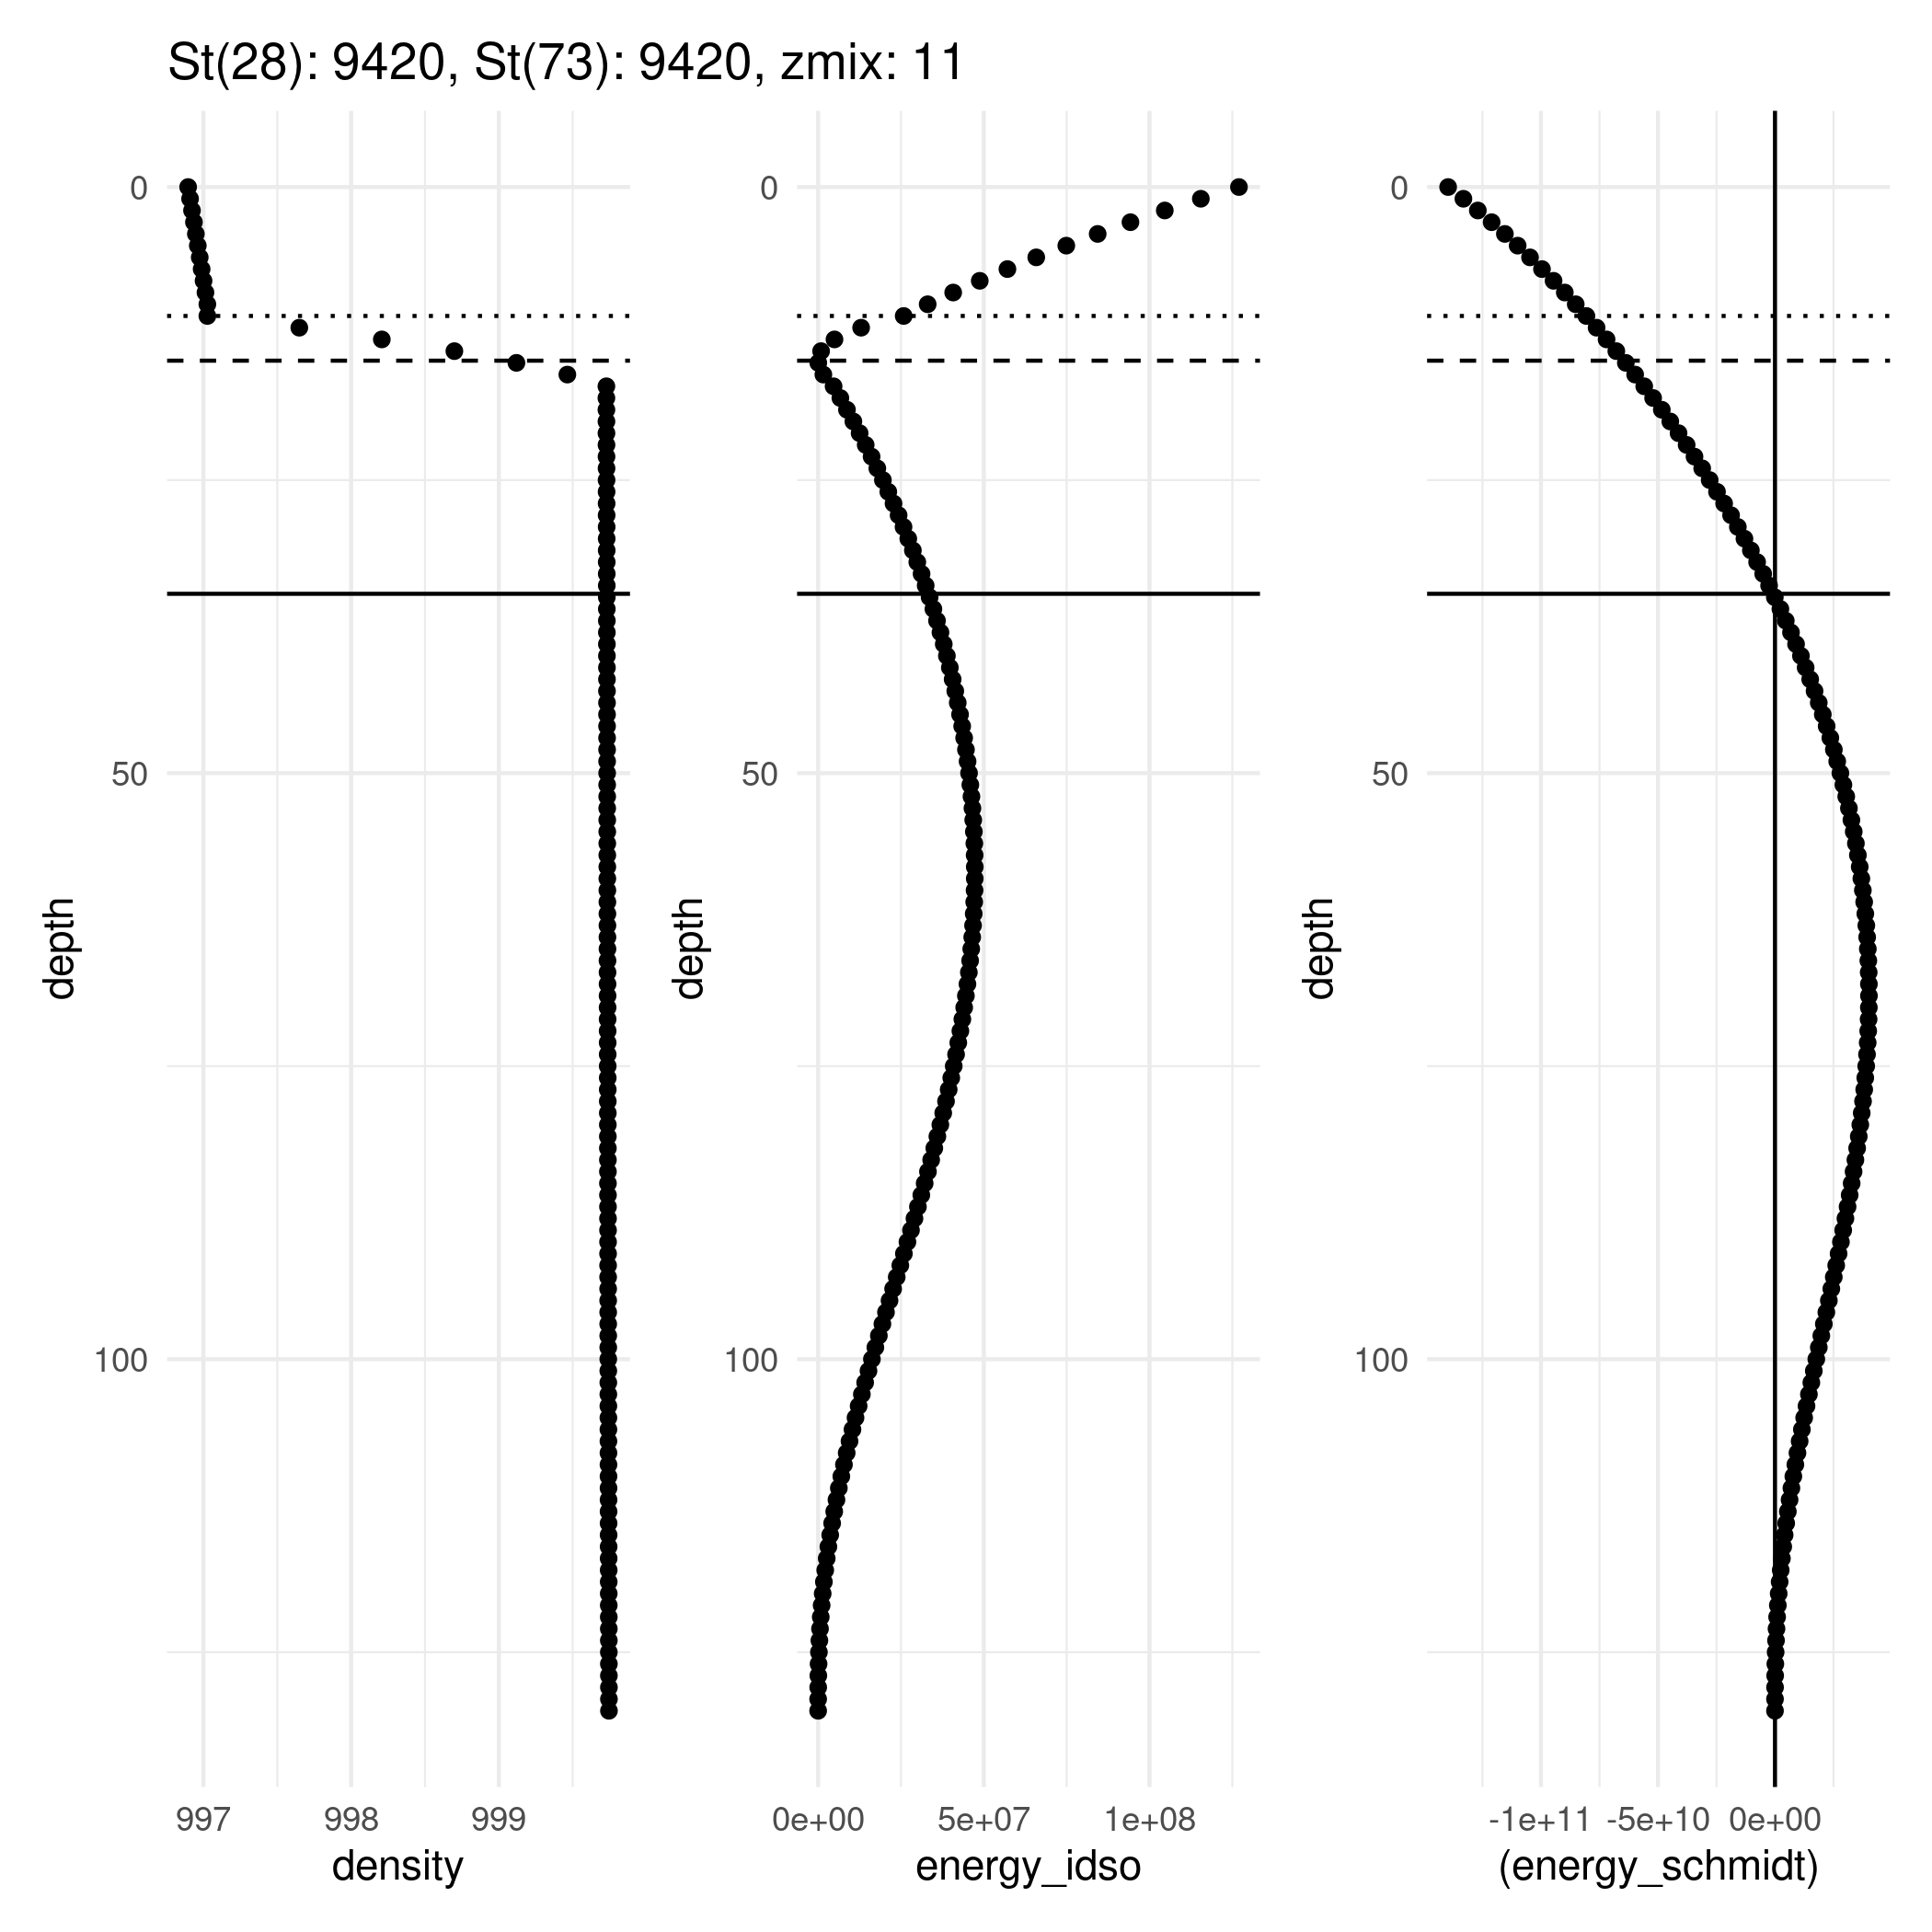 St(28): 9420, St(73): 9420, zmix: 11
0
50
100
depth
997 998 999
density
0
50
100
depth
0e+00 5e+07 1e+08
energy_idso
0
50
100
depth
-1e+11 -5e+10 0e+00
(energy_schmidt)